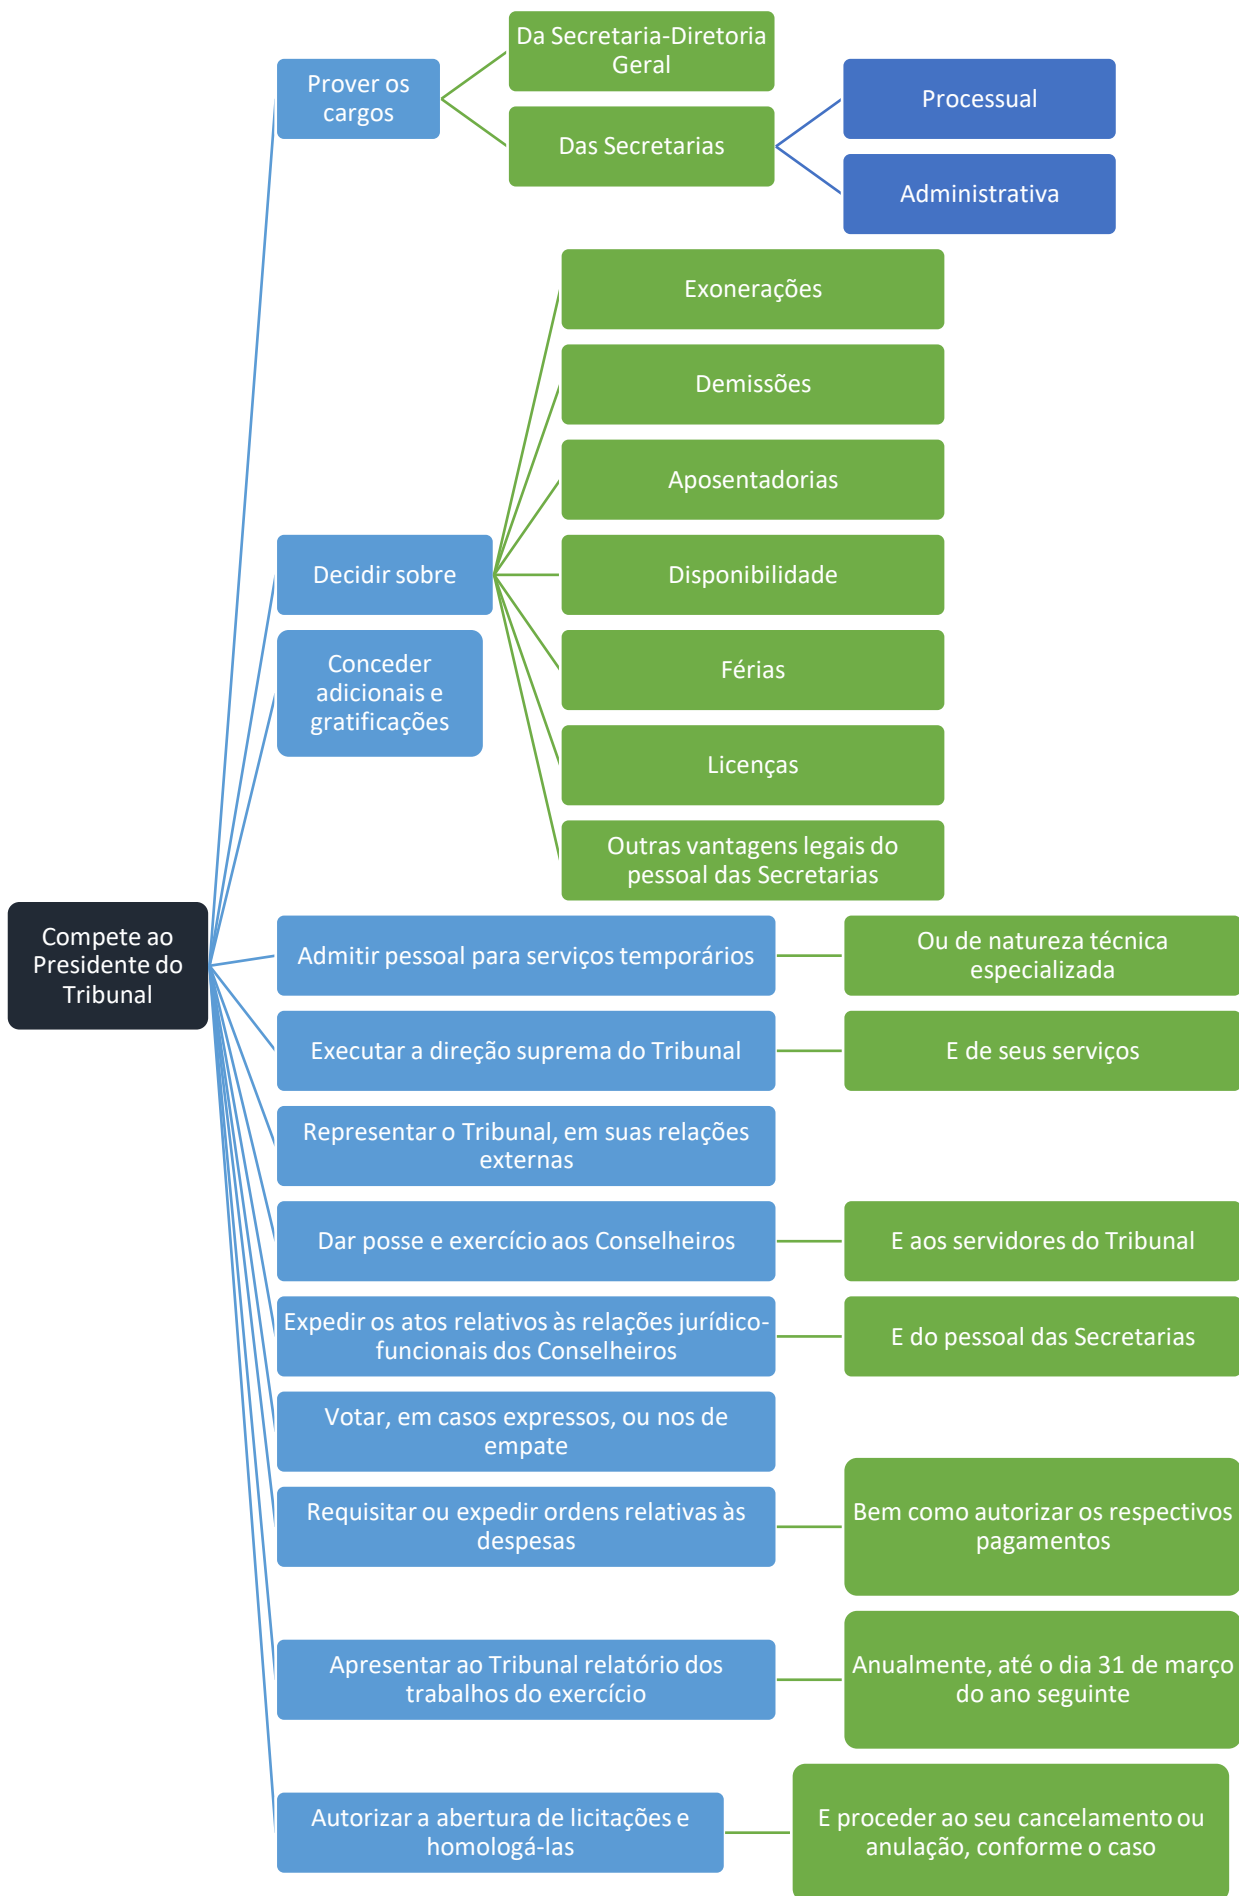 Compete ao
Presidente do
Tribunal
Prover os
cargos
Da Secretaria-Diretoria
Geral
Das Secretarias
Processual
Administrativa
Decidir sobre
Exonerações
Demissões
Aposentadorias
Disponibilidade
Férias
Licenças
Outras vantagens legais do
pessoal das Secretarias
Conceder
adicionais e
gratificações
Admitir pessoal para serviços temporários
Ou de natureza técnica
especializada
Executar a direção suprema do Tribunal
E de seus serviços
Representar o Tribunal, em suas relações
externas
Dar posse e exercício aos Conselheiros
E aos servidores do Tribunal
Expedir os atos relativos às relações jurídico-
funcionais dos Conselheiros
E do pessoal das Secretarias
Votar, em casos expressos, ou nos de
empate
Requisitar ou expedir ordens relativas às
despesas
Bem como autorizar os respectivos
pagamentos
Apresentar ao Tribunal relatório dos
trabalhos do exercício
Anualmente, até o dia 31 de março
do ano seguinte
Autorizar a abertura de licitações e
homologá-las
E proceder ao seu cancelamento ou
anulação, conforme o caso